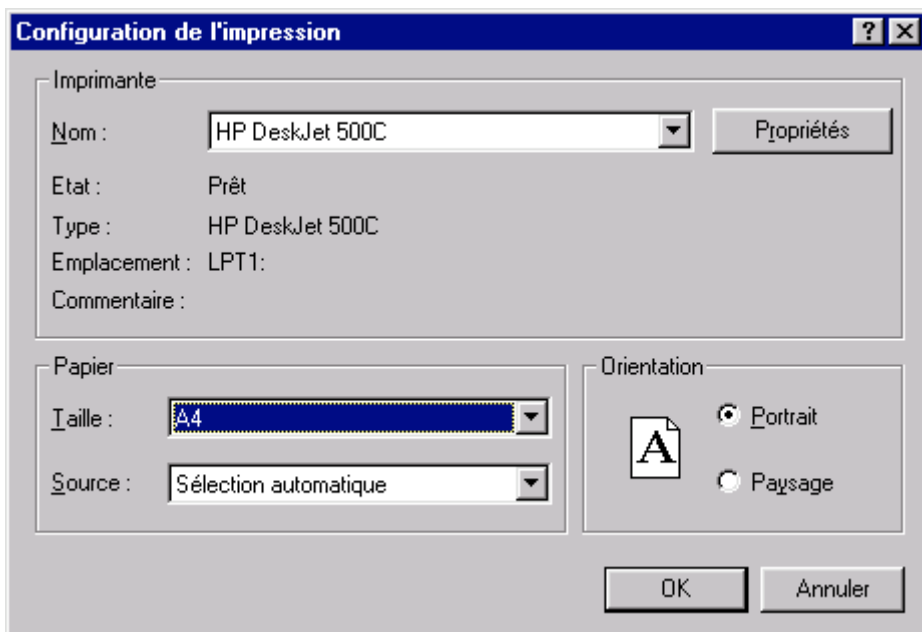 Configuration de l'impression
Imprimante
Nom : HP DeskJet 500C Propriétés
Etat : Prêt
Type : HP DeskJet 500C
Emplacement : LPT1:
Commentaire :
Papier
Taille : A4
Source : Sélection automatique
Orientation
A
Portrait
Paysage
OK Annuler